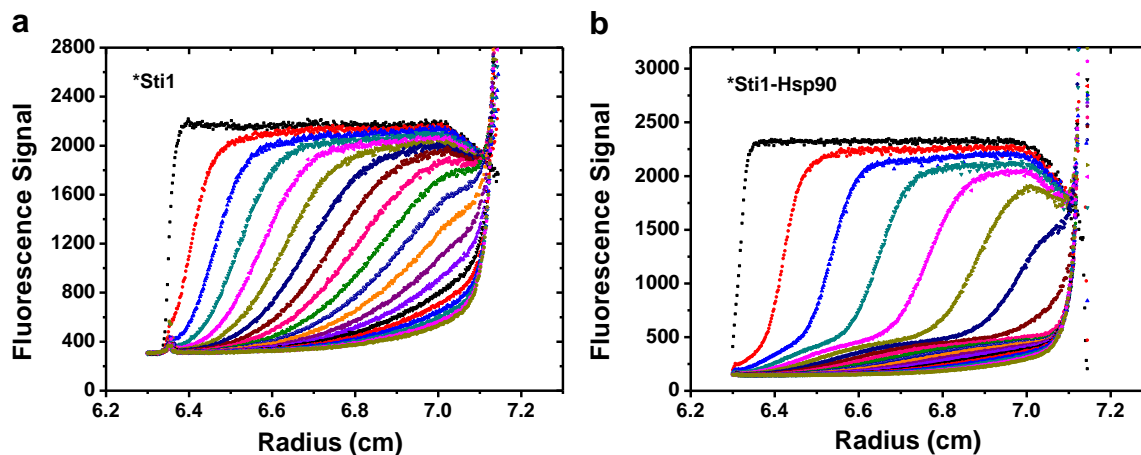 a
*Sti1
Fluorescence Signal
2800
2400
2000
1600
1200
800
400
0
6.2 6.4 6.6 6.8 7.0 7.2
Radius (cm)
b
*Sti1-Hsp90
Fluorescence Signal
3000
2500
2000
1500
1000
500
0
6.2 6.4 6.6 6.8 7.0 7.2
Radius (cm)